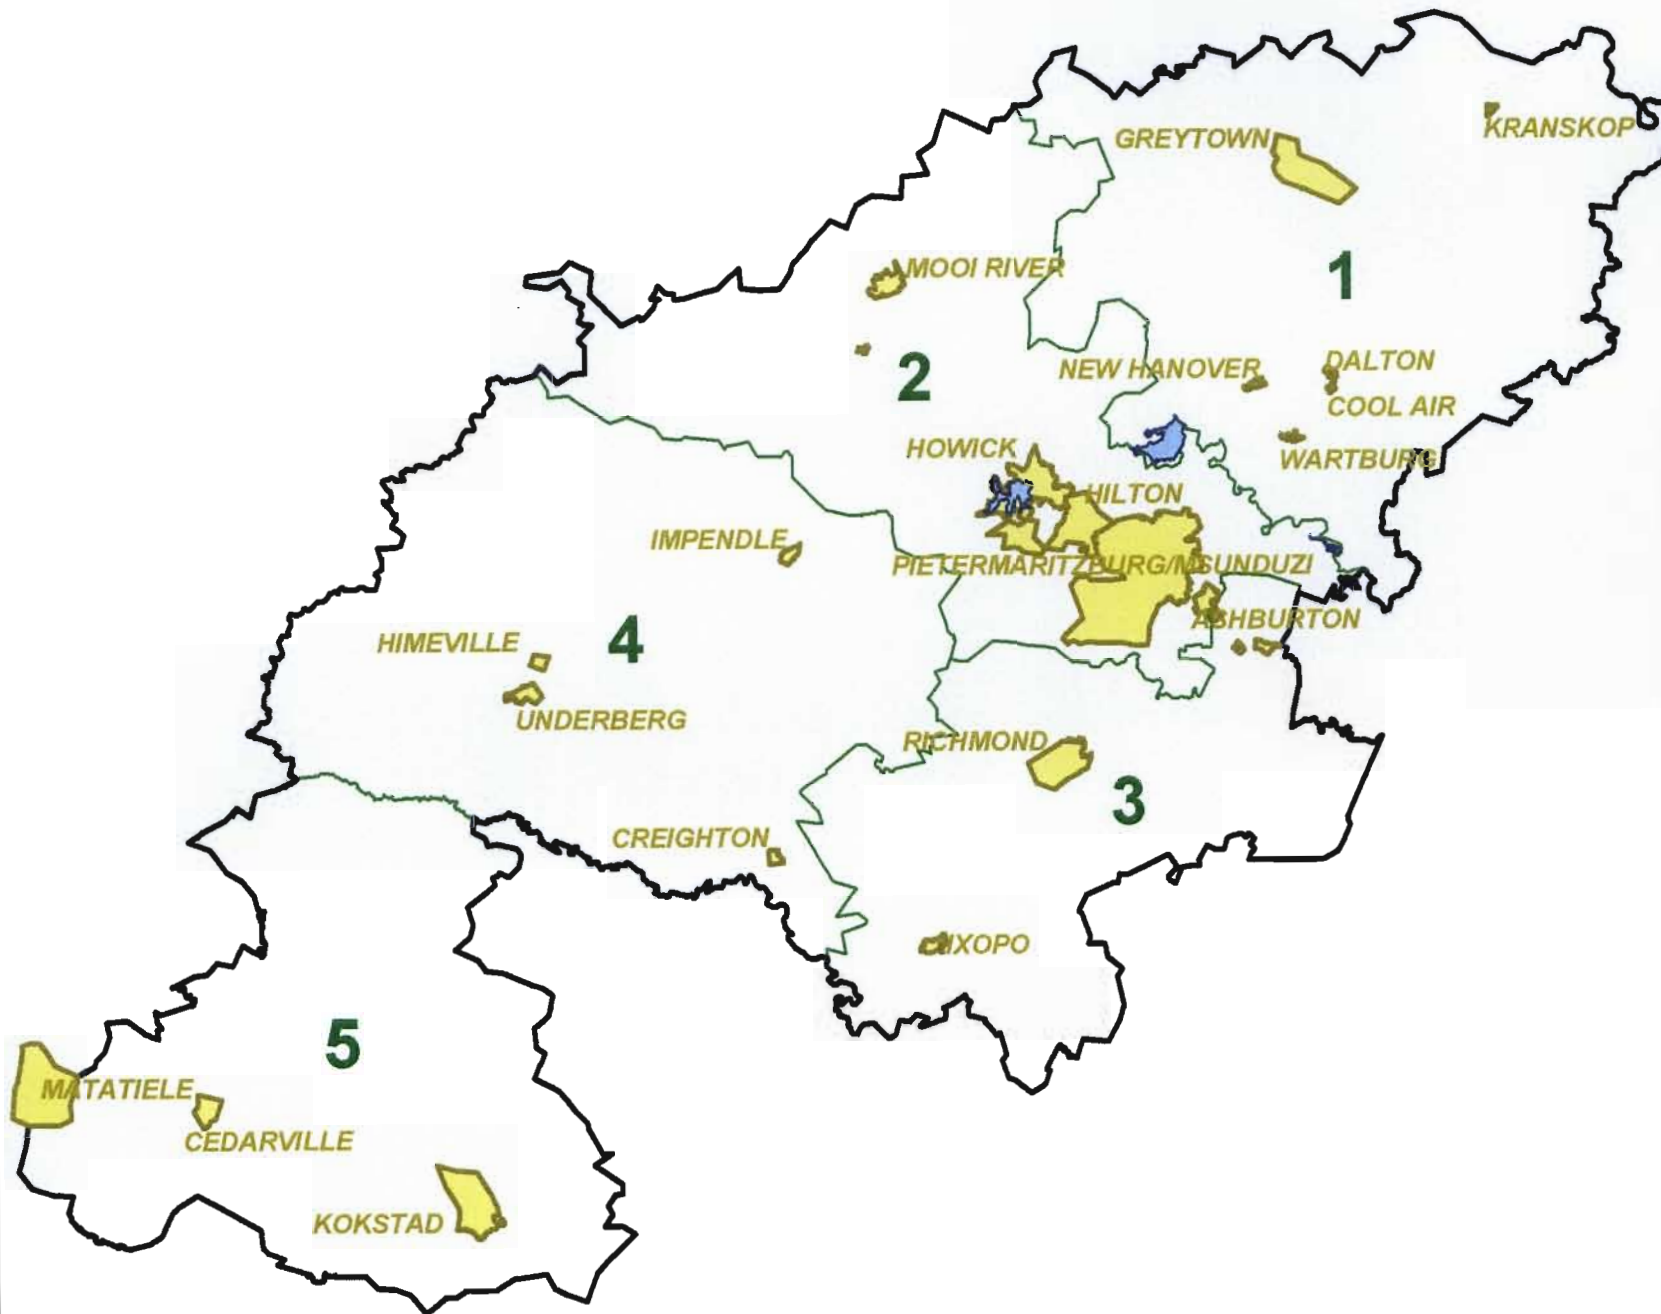 KRANSKOP
GREYTOWN
MOOI RIVER
1
2
NEW HANOVER
DALTON
COOL AIR
HOWICK
WARTBURG
HILTON
IMPENDLE
PIETERMARITZBURG/MSUNDUZI
ASHBURTON
HIMEVILLE
4
UNDERBERG
RICHMOND
3
CREIGHTON
IXOPO
5
MATATIELE
CEDARVILLE
KOKSTAD